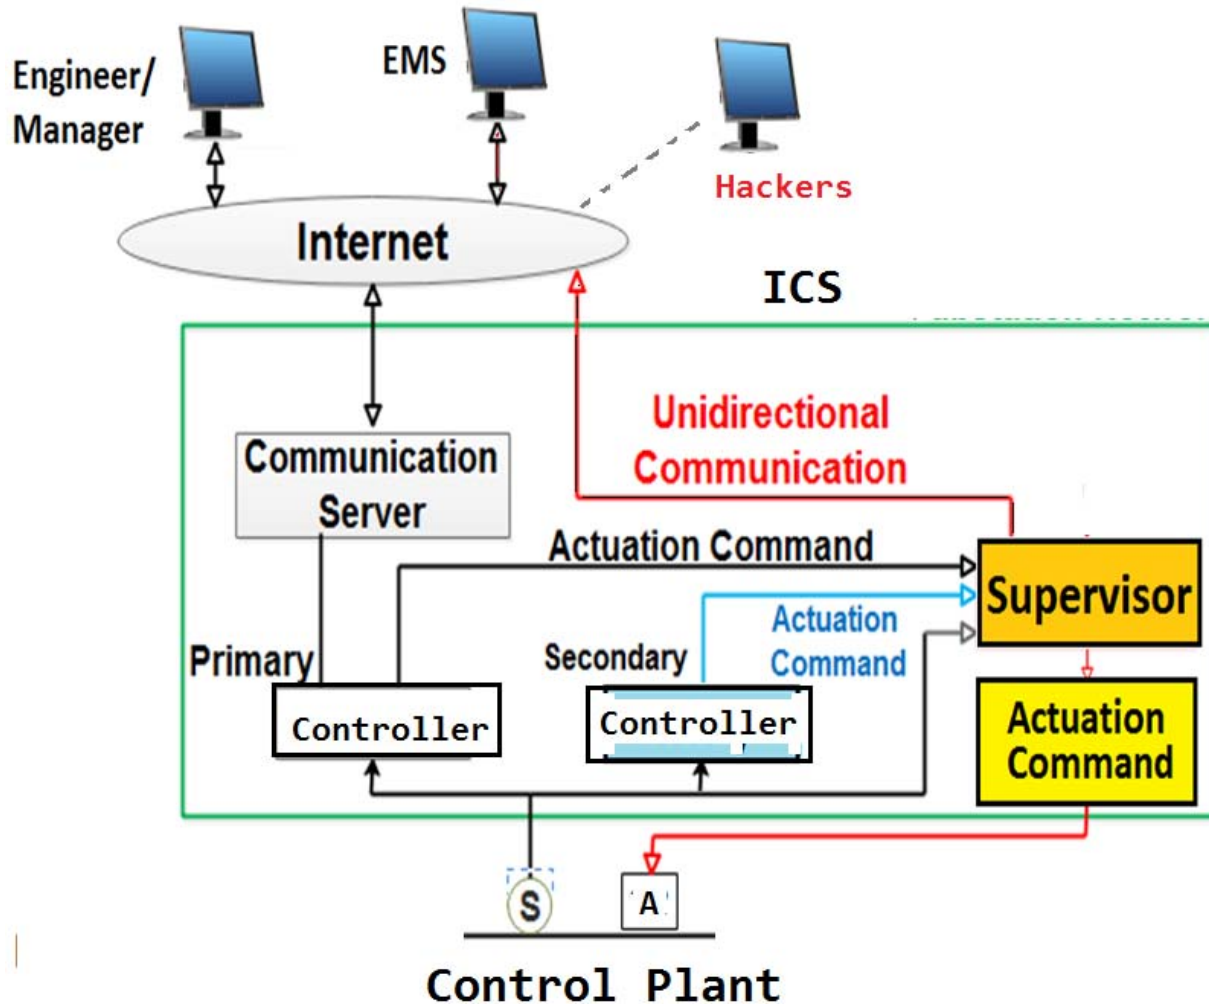 Engineer/
Manager
EMS
Hackers
Internet
ICS
Unidirectional
Communication
Communication
Server
Actuation Command
Supervisor
Actuation
Command
Primary
Secondary
Controller
Controller
Actuation
Command
S
A
Control Plant